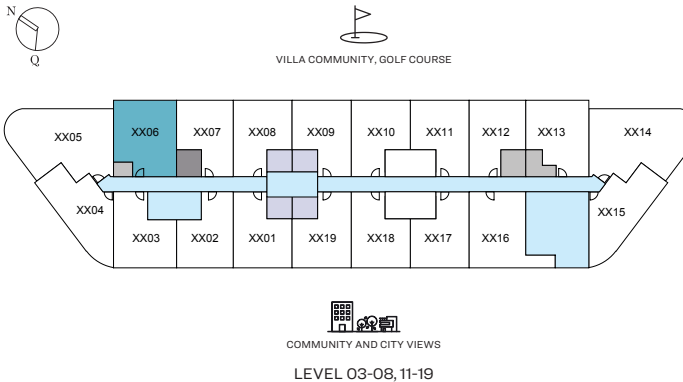 N
Q
VILLA COMMUNITY, GOLF COURSE
XX05
XX06
XX07
XX08
XX09
XX10
XX11
XX12
XX13
XX14
XX04
XX03
XX02
XX01
XX19
XX18
XX17
XX16
XX15
COMMUNITY AND CITY VIEWS
LEVEL 03-08, 11-19